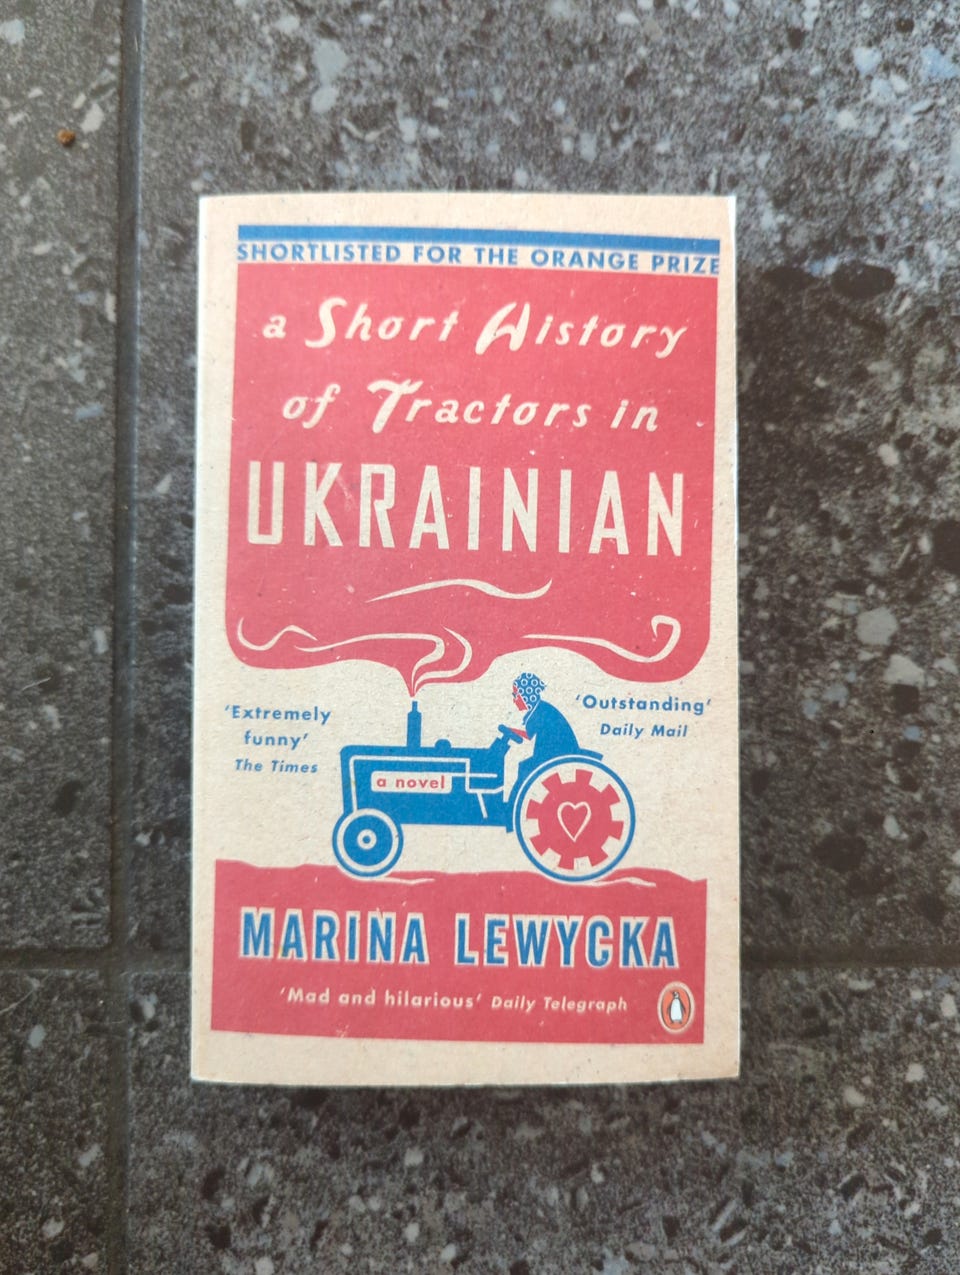 SHORTLISTED FOR THE ORANGE PRIZE
a Short History
of Tractors in
UKRAINIAN
'Extremely
funny'
The Times
'Outstanding'
Daily Mail
a novel
MARINA LEWYCKA
'Mad and hilarious' Daily Telegraph